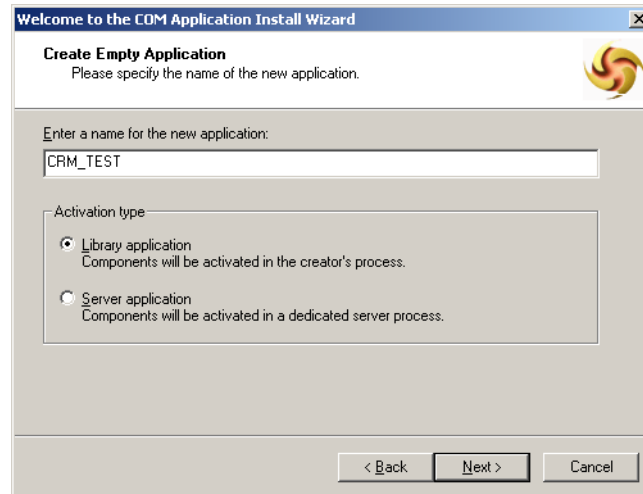 Welcome to the COM Application Install Wizard
Create Empty Application
Please specify the name of the new application.
Enter a name for the new application:
CRM_TEST
Activation type
Library application
Components will be activated in the creator's process.
Server application
Components will be activated in a dedicated server process.
< Back Next > Cancel